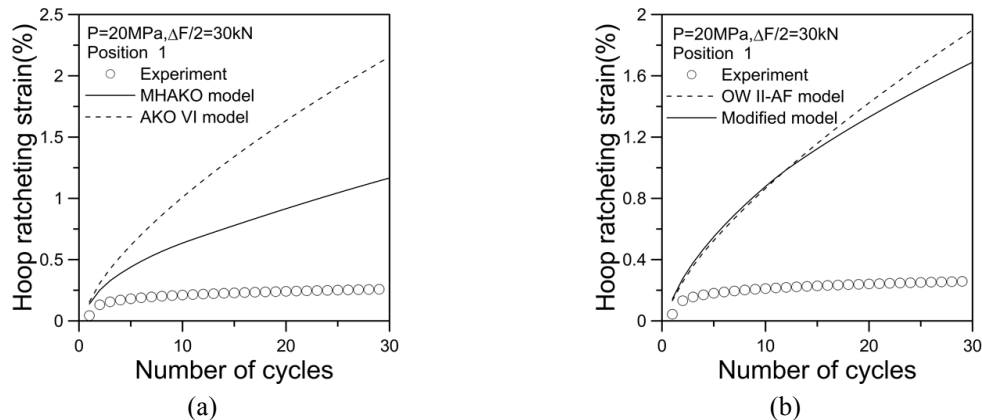 2.5
2
1.5
1
0.5
0
0
10
20
30
Hoop ratcheting strain(%)
Number of cycles
P=20MPa,ΔF/2=30kN
Position 1
Experiment
MHAKO model
AKO VI model
(a)
2
1.6
1.2
0.8
0.4
0
0
10
20
30
Hoop ratcheting strain(%)
Number of cycles
P=20MPa,ΔF/2=30kN
Position 1
Experiment
OW II-AF model
Modified model
(b)